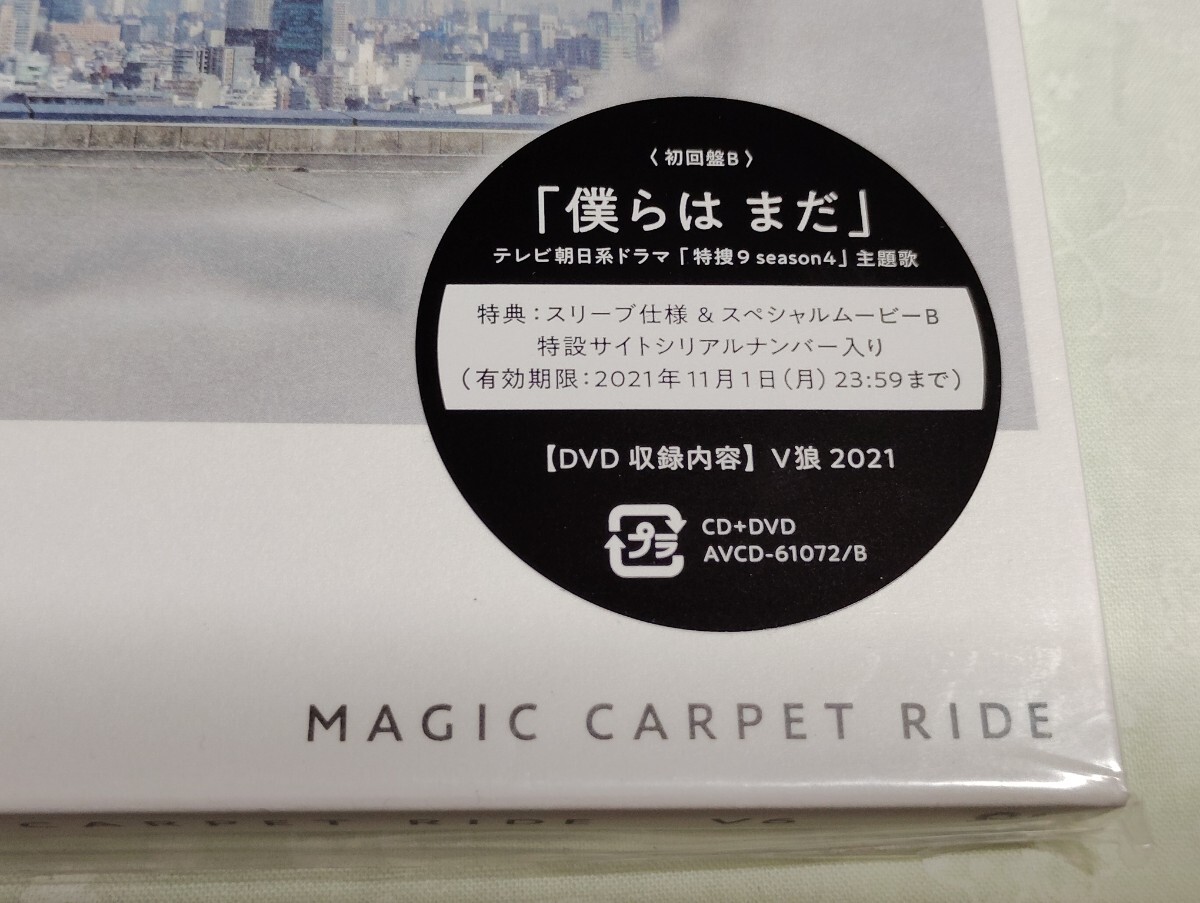 〈初回盤B〉
「僕らは まだ」
テレビ朝日系ドラマ「特捜9 season4」主題歌
特典：スリーブ仕様 & スペシャルムービーB
特設サイトシリアルナンバー入り
(有効期限：2021年11月1日(月) 23:59まで)
【DVD 収録内容】V狼 2021
プラ
CD+DVD
AVCD-61072/B
MAGIC CARPET RIDE
CARPET RIDE V6